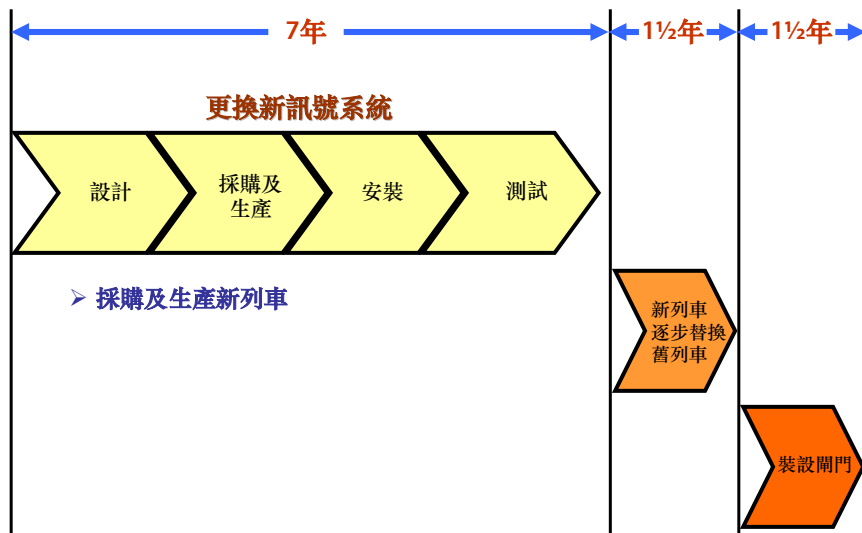 7年
1½年
1½年
更換新訊號系統
設計
採購及
生產
安裝
測試
➢ 採購及生產新列車
新列車
逐步替換
舊列車
裝設閘門